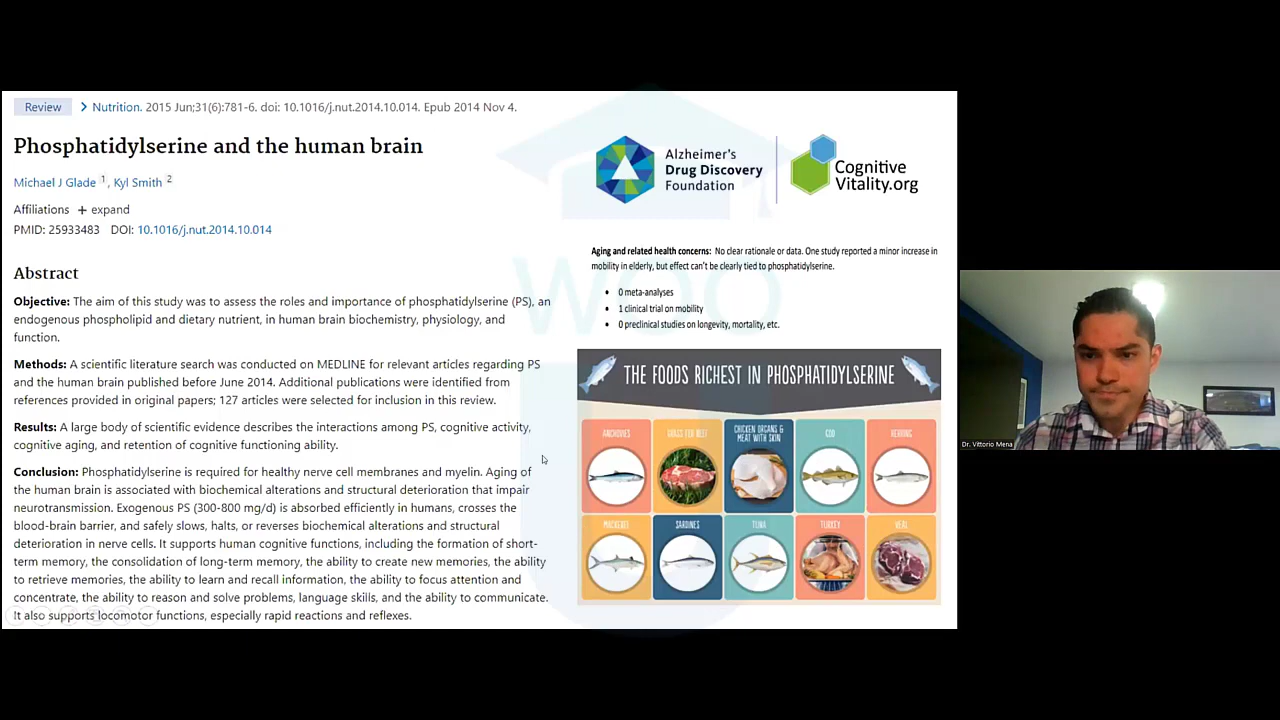 Review > Nutrition. 2015 Jun;31(6):781-6. doi: 10.1016/j.nut.2014.10.014. Epub 2014 Nov 4.
Phosphatidylserine and the human brain
Michael J Glade 1, Kyl Smith 2
Affiliations + expand
PMID: 25933483 DOI: 10.1016/j.nut.2014.10.014
Abstract
Objective: The aim of this study was to assess the roles and importance of phosphatidylserine (PS), an
endogenous phospholipid and dietary nutrient, in human brain biochemistry, physiology, and
function.
Methods: A scientific literature search was conducted on MEDLINE for relevant articles regarding PS
and the human brain published before June 2014. Additional publications were identified from
references provided in original papers; 127 articles were selected for inclusion in this review.
Results: A large body of scientific evidence describes the interactions among PS, cognitive activity,
cognitive aging, and retention of cognitive functioning ability.
Conclusion: Phosphatidylserine is required for healthy nerve cell membranes and myelin. Aging of
the human brain is associated with biochemical alterations and structural deterioration that impair
neurotransmission. Exogenous PS (300-800 mg/d) is absorbed efficiently in humans, crosses the
blood-brain barrier, and safely slows, halts, or reverses biochemical alterations and structural
deterioration in nerve cells. It supports human cognitive functions, including the formation of short-
term memory, the consolidation of long-term memory, the ability to create new memories, the ability
to retrieve memories, the ability to learn and recall information, the ability to focus attention and
concentrate, the ability to reason and solve problems, language skills, and the ability to communicate.
It also supports locomotor functions, especially rapid reactions and reflexes.
Alzheimer's
Drug Discovery
Foundation
Cognitive
Vitality.org
Aging and related health concerns: No clear rationale or data. One study reported a minor increase in
mobility in elderly, but effect can't be clearly tied to phosphatidylserine.
• 0 meta-analyses
• 1 clinical trial on mobility
• 0 preclinical studies on longevity, mortality, etc.
THE FOODS RICHEST IN PHOSPHATIDYLSERINE
ANCHOVIES
GRASS FED BEEF
CHICKEN ORGANS &
MEAT WITH SKIN
COD
HERRING
MACKEREL
SARDINES
TUNA
TURKEY
VEAL
Dr. Vittorio Mena